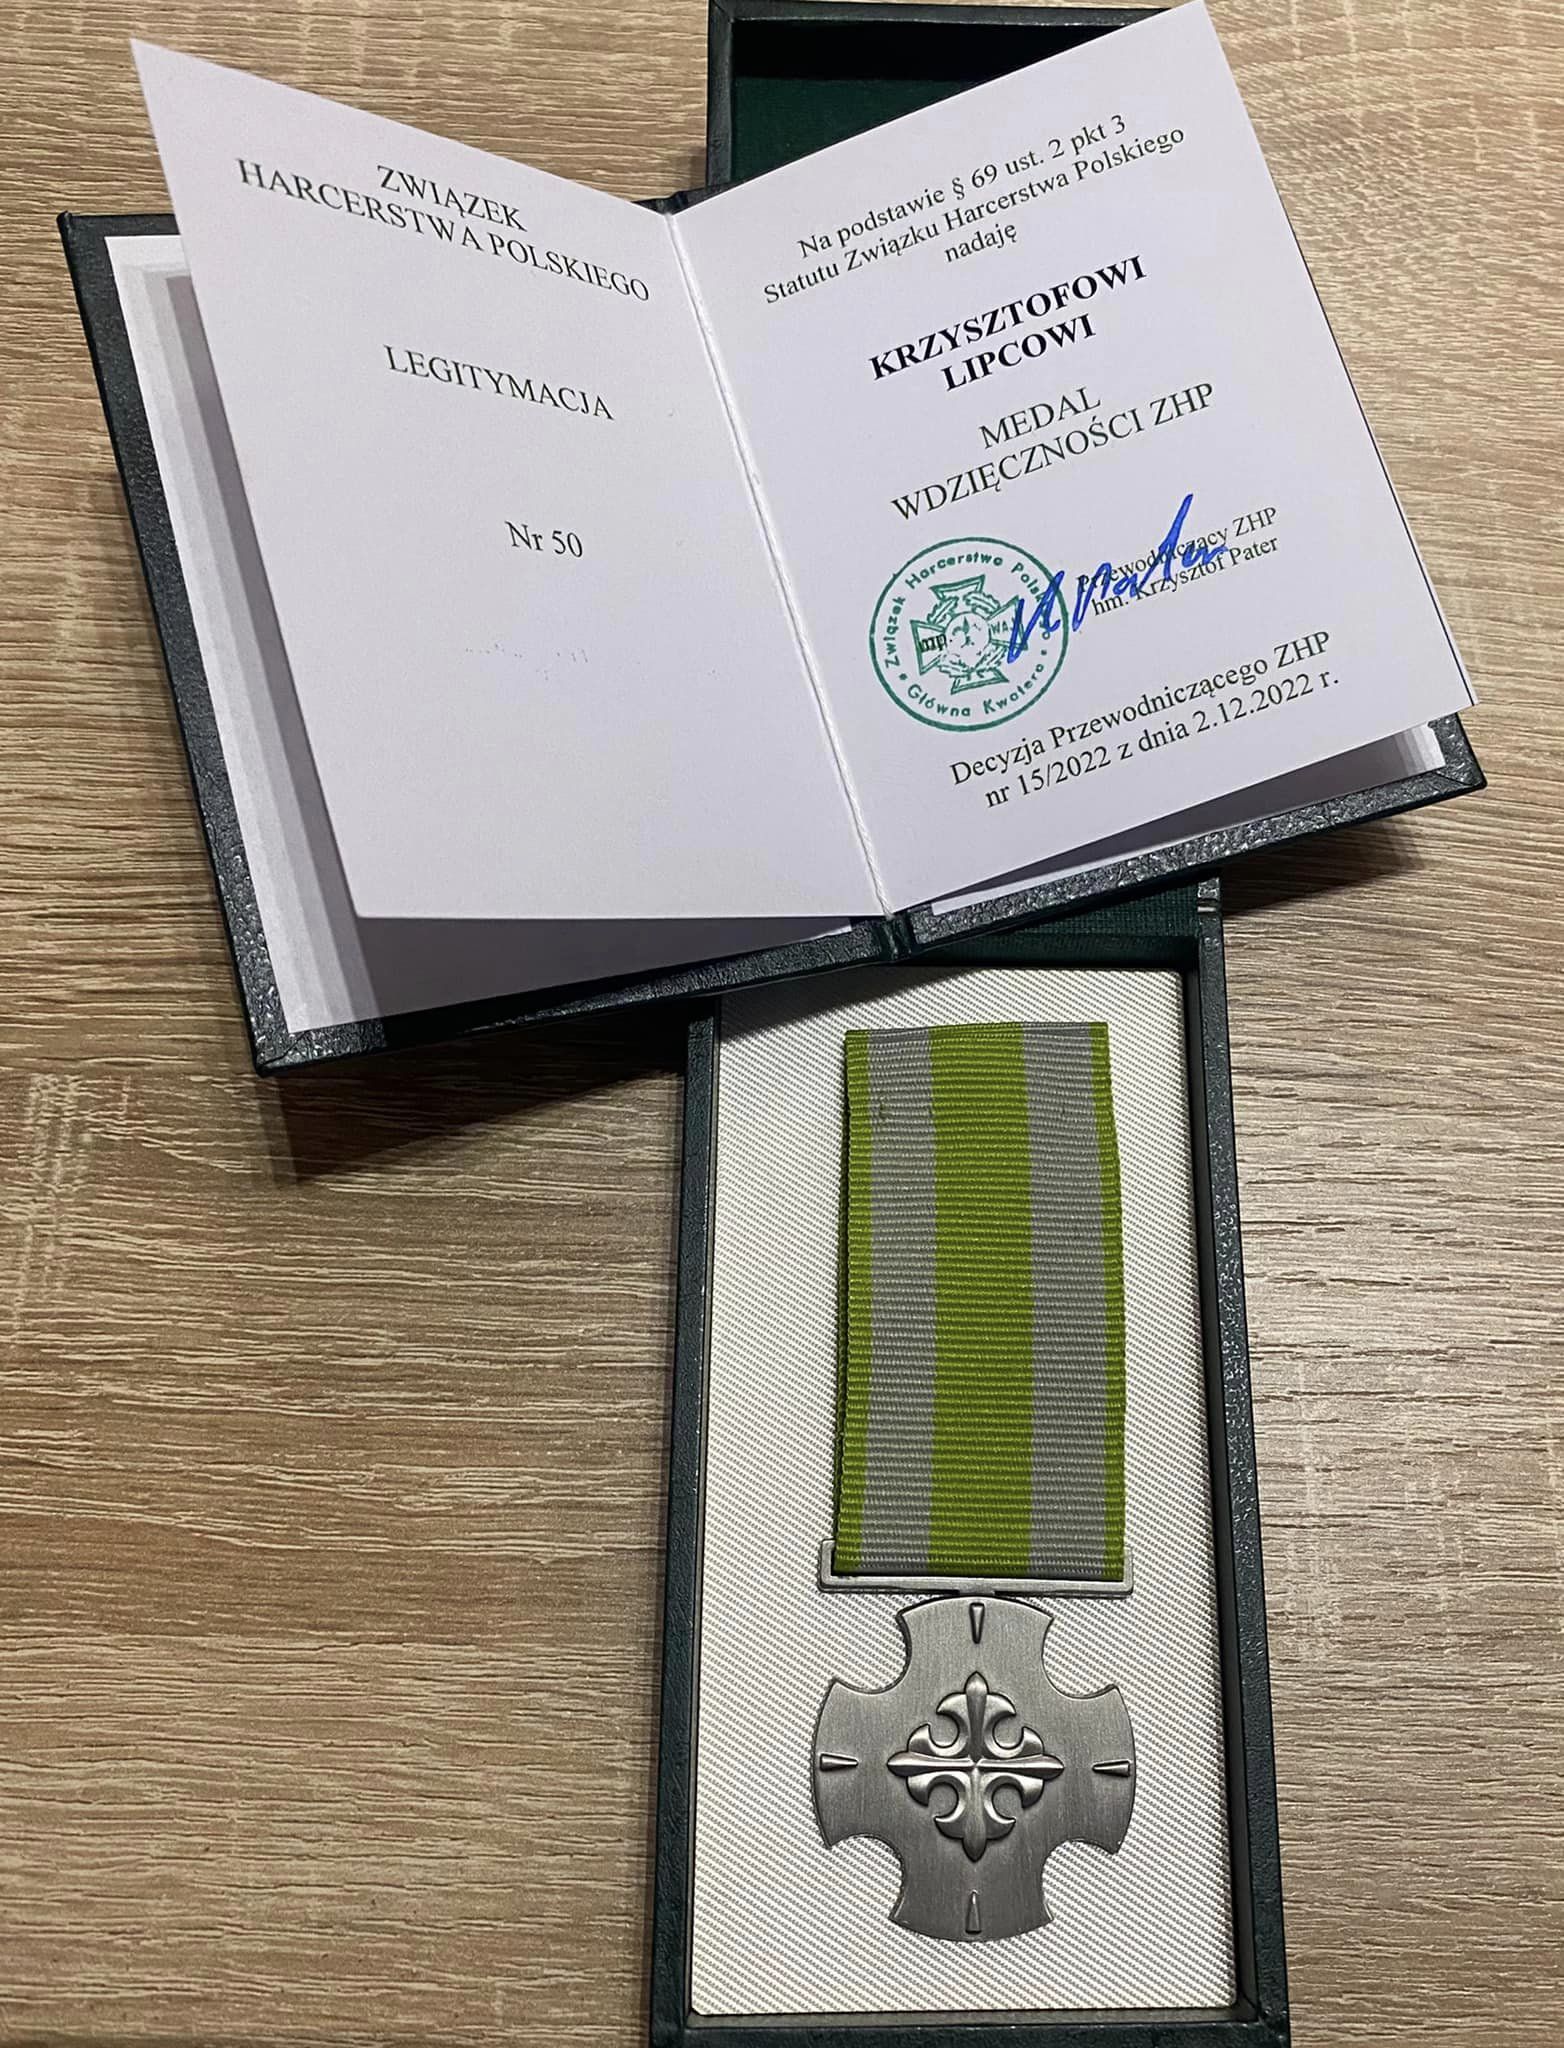 ZWIĄZEK
HARCERSTWA POLSKIEGO
LEGITYMACJA
Nr 50
Na podstawie § 69 ust. 2 pkt 3
Statutu Związku Harcerstwa Polskiego
nadaję
KRZYSZTOFOWI
LIPCOWI
MEDAL
WDZIĘCZNOŚCI ZHP
Przewodniczący ZHP
hm. Krzysztof Pater
mp.
Związek Harcerstwa
Główna Kwatera
Decyzja Przewodniczącego ZHP
nr 15/2022 z dnia 2.12.2022 r.